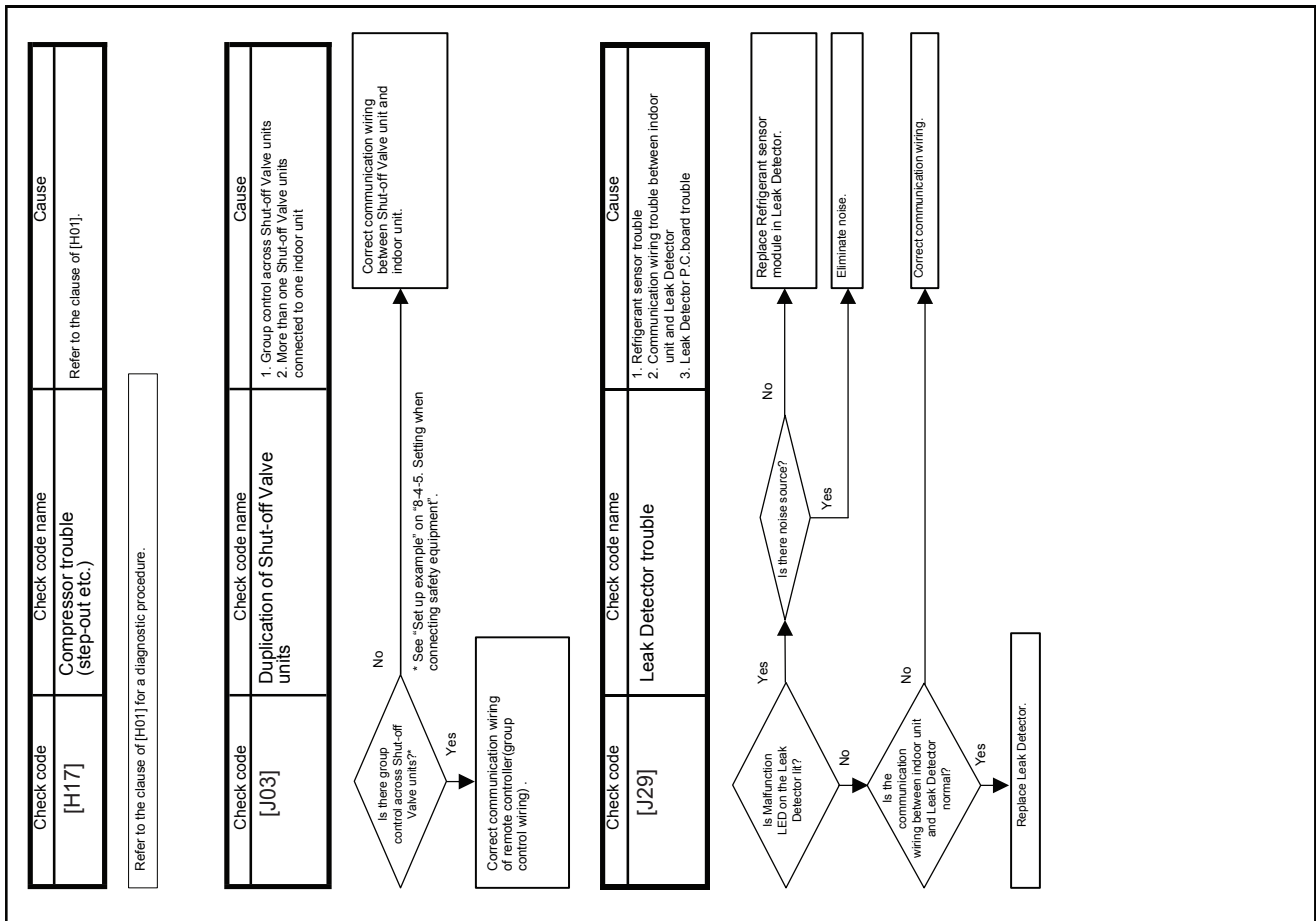 Check code
Check code name
Cause
[H17]
Compressor trouble
(step-out etc.)
Refer to the clause of [H01].
Refer to the clause of [H01] for a diagnostic procedure.
Check code
Check code name
Cause
[J03]
Duplication of Shut-off Valve
units
1. Group control across Shut-off Valve units
2. More than one Shut-off Valve units
connected to one indoor unit
Is there group
control across Shut-off
Valve units?*
No
Correct communication wiring
between Shut-off Valve unit and
indoor unit.
* See "Set up example" on "8-4-5. Setting when
connecting safety equipment".
Yes
Correct communication wiring
of remote controller(group
control wiring) .
Check code
Check code name
Cause
[J29]
Leak Detector trouble
1. Refrigerant sensor trouble
2. Communication wiring trouble between indoor
unit and Leak Detector
3. Leak Detector P.C.board trouble
Is Malfunction
LED on the Leak
Detector lit?
Yes
Is there noise source?
No
Replace Refrigerant sensor
module in Leak Detector.
Yes
Eliminate noise.
No
Is the
communication
wiring between indoor unit
and Leak Detector
normal?
No
Correct communication wiring.
Yes
Replace Leak Detector.